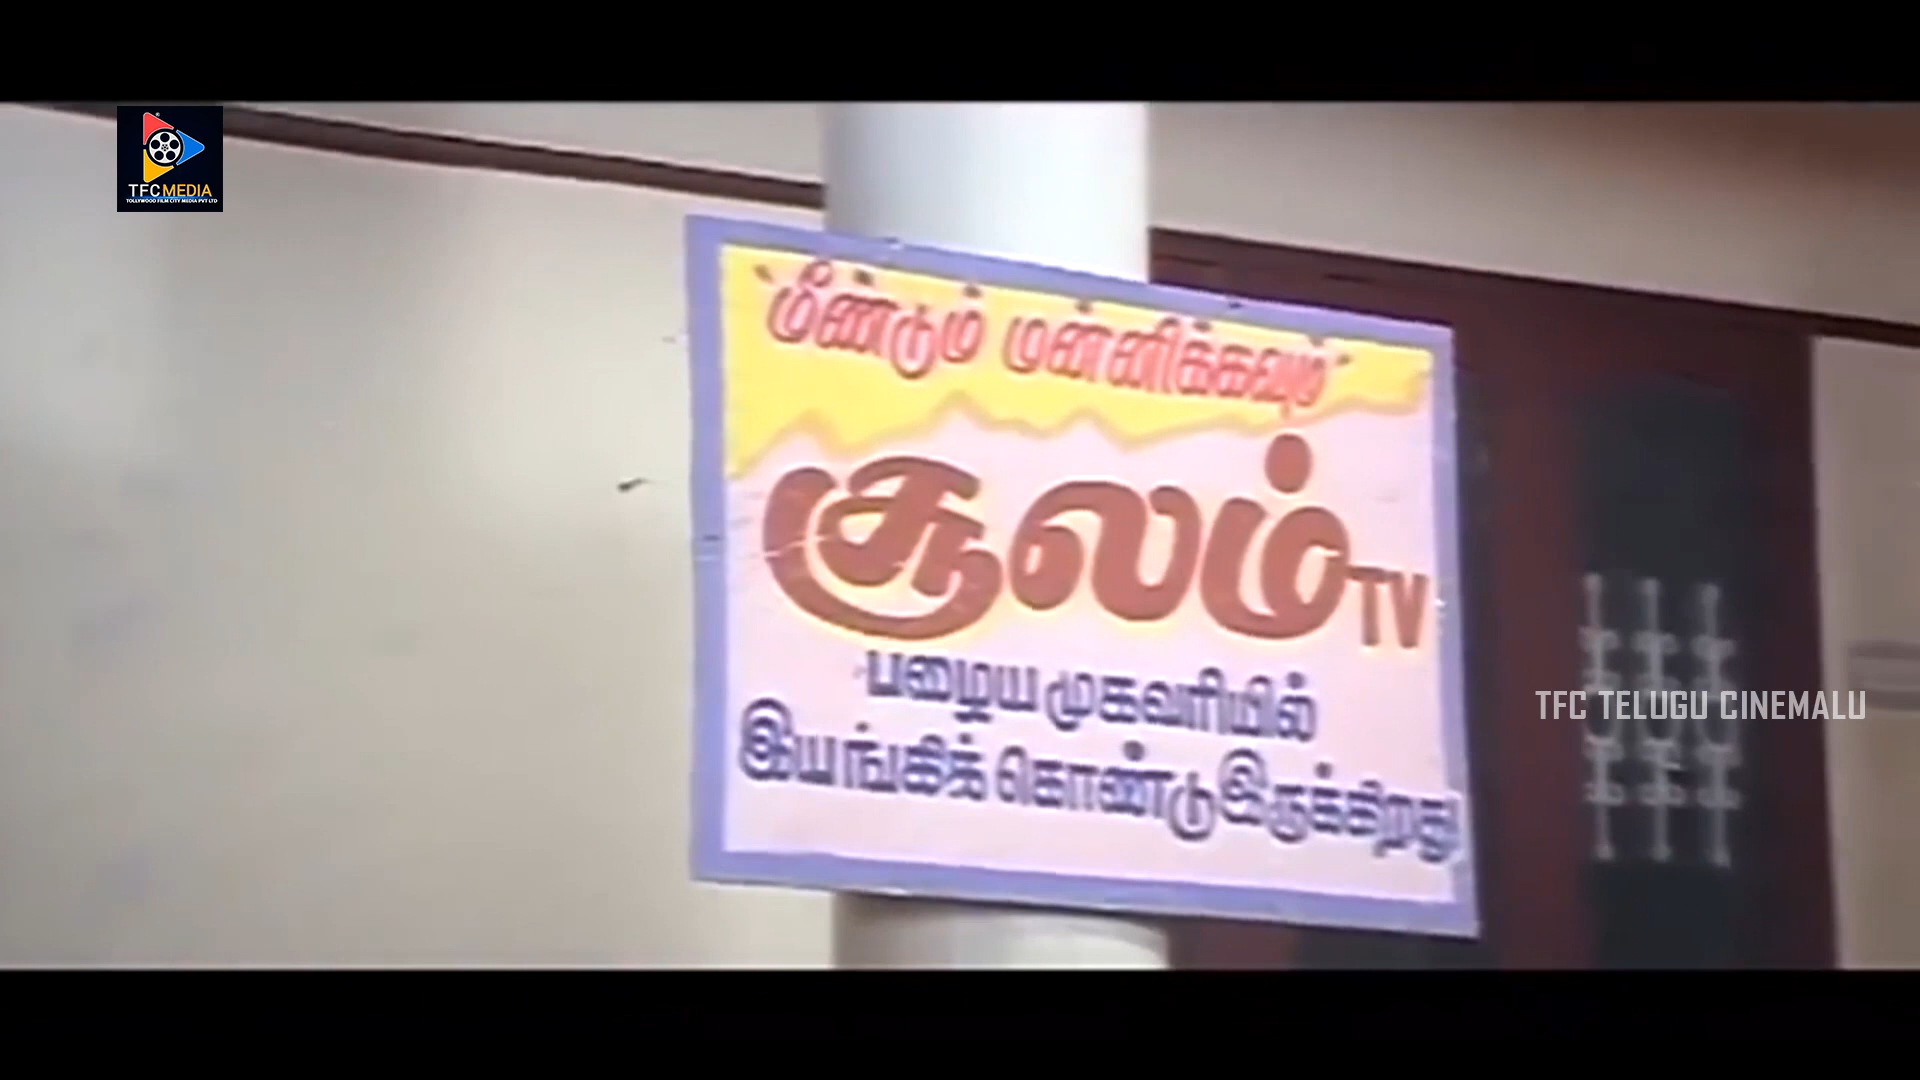 TFC MEDIA
TOLLYWOOD FILM CITY MEDIA PVT LTD
"மீண்டும் மன்னிக்கவும்"
சூலம் TV
பழைய முகவரியில்
இயங்கிக் கொண்டு இருக்கிறது
TFC TELUGU CINEMALU